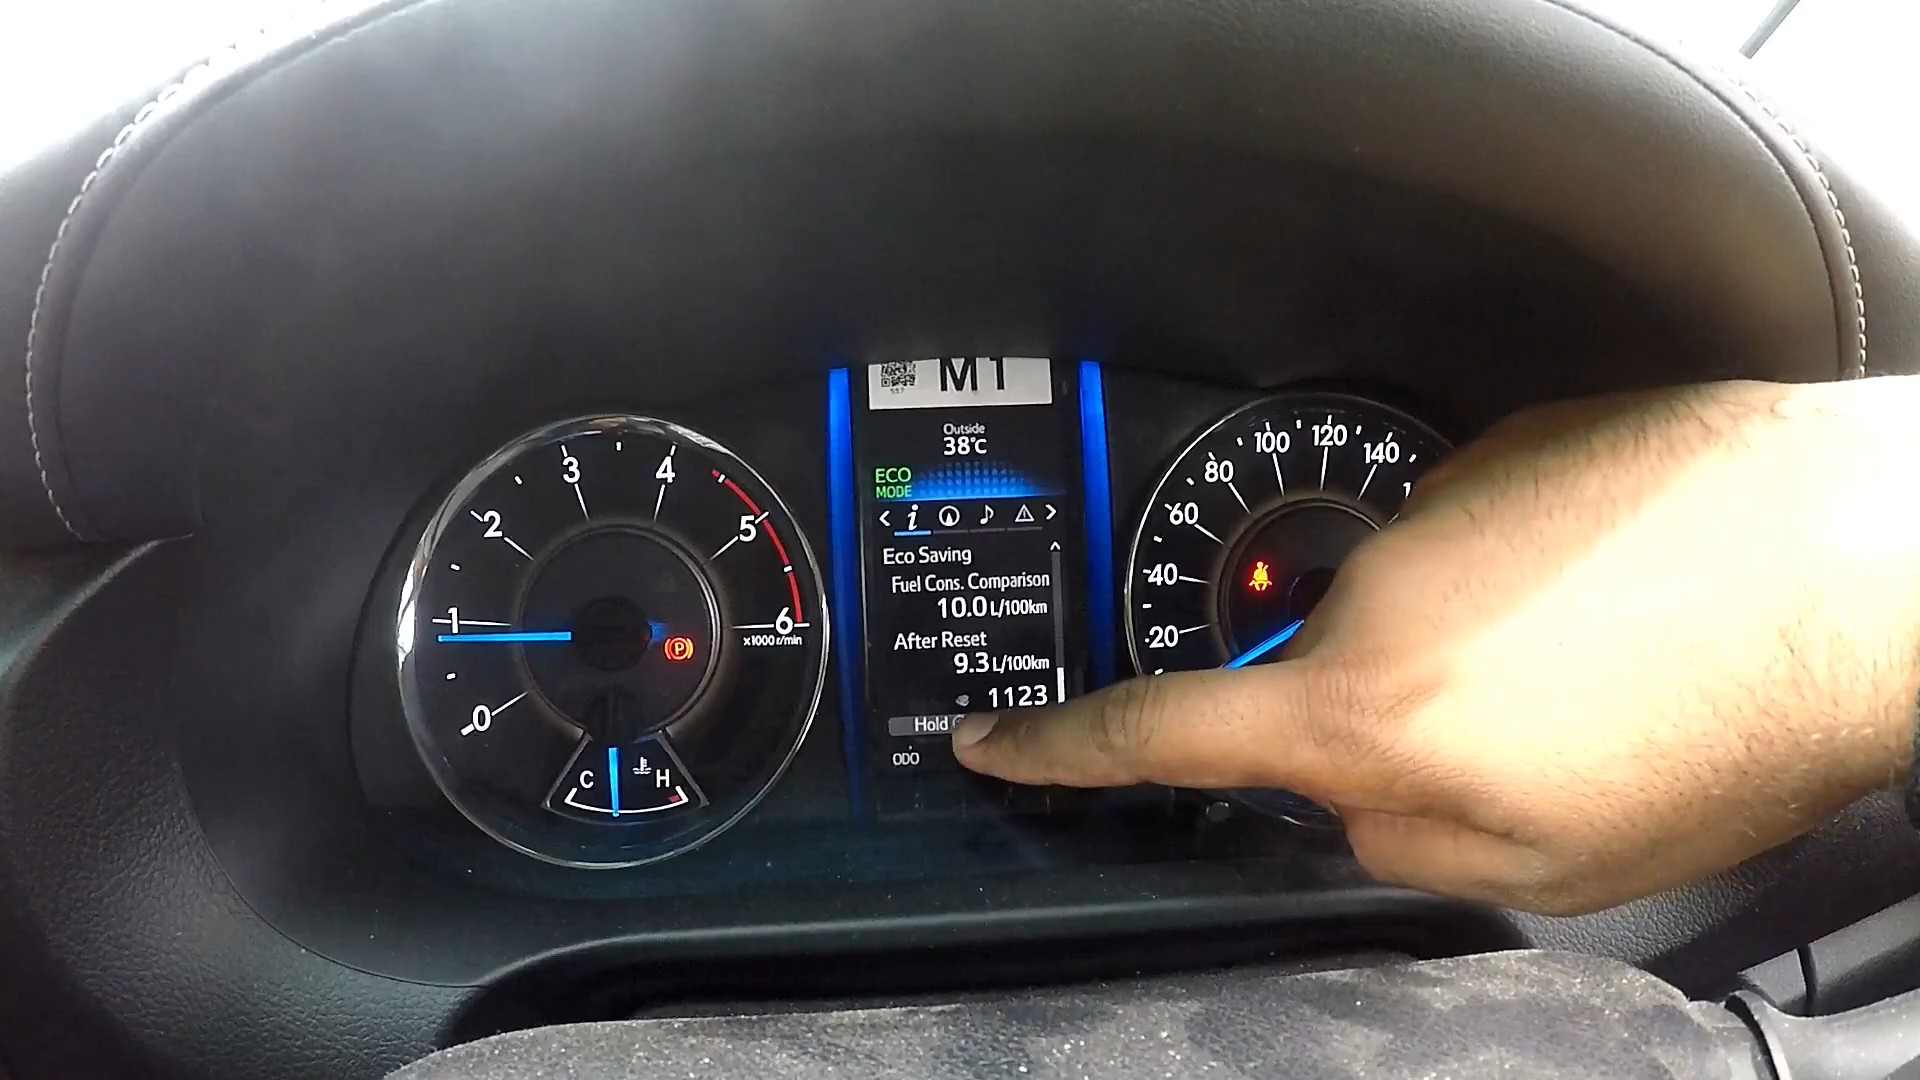 M1
Outside
38°C
ECO
MODE
Eco Saving
Fuel Cons. Comparison
10.0 L/100km
After Reset
9.3 L/100km
1123
Hold
ODO
0
1
2
3
4
5
6
x1000 r/min
P
C
H
20
40
60
80
100
120
140